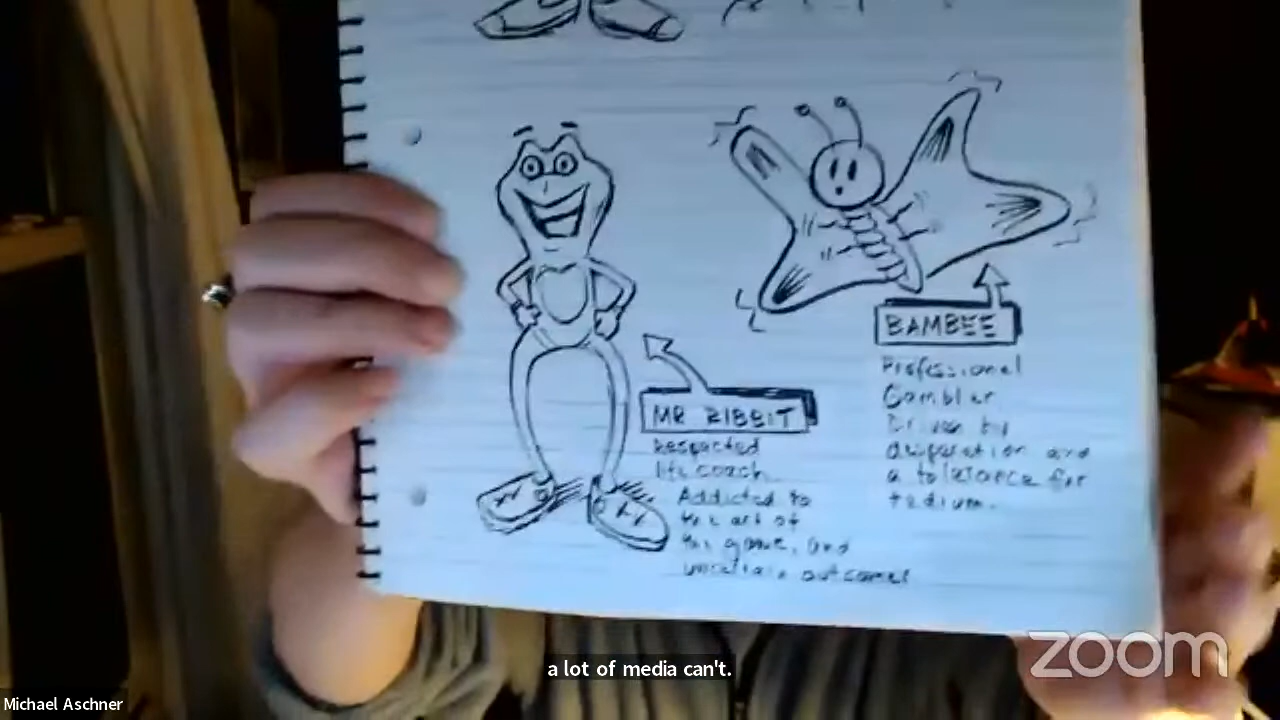 BAMBEE
Professional
Gambler.
Driven by
desperation and
a tolerance for
tedium.
MR RIBBIT
Respected
life coach.
Addicted to
the art of
the game, and
uncertain outcomes
a lot of media can't.
zoom
Michael Aschner